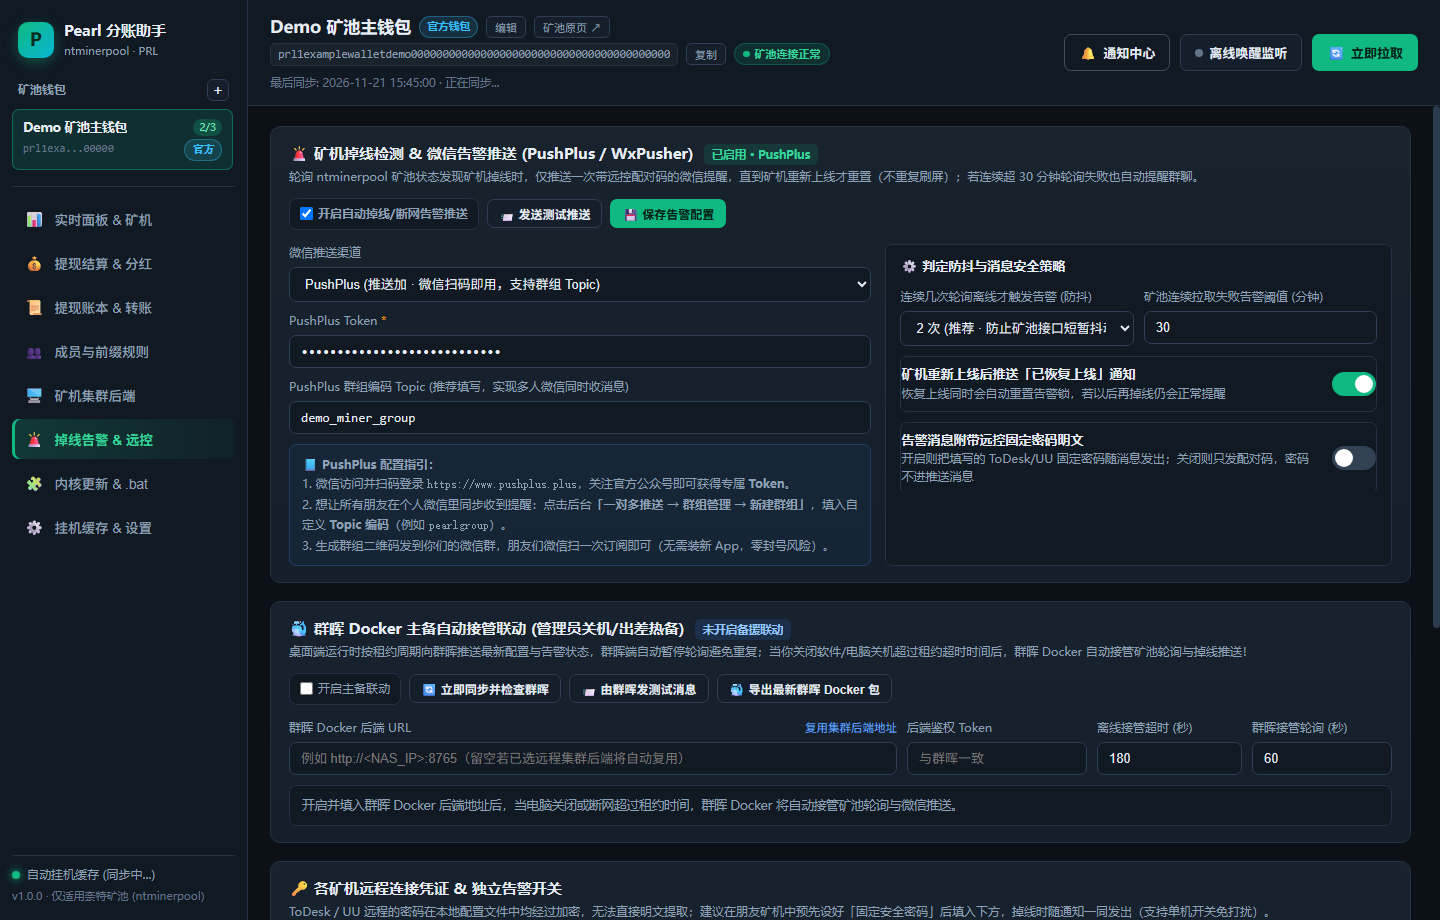 P
Pearl 分账助手
ntminerpool · PRL
矿池钱包
+
Demo 矿池主钱包
2/3
prl1exa...00000
官方
实时面板 & 矿机
提现结算 & 分红
提现账本 & 转账
成员与前缀规则
矿机集群后端
掉线告警 & 远控
内核更新 & .bat
挂机缓存 & 设置
自动挂机缓存 (同步中...)
v1.0.0 · 仅适用奈特矿池 (ntminerpool)
Demo 矿池主钱包
官方钱包
编辑
矿池原页 ↗
prl1examplewalletdemo00000000000000000000000000000000000000
复制
矿池连接正常
最后同步: 2026-11-21 15:45:00 · 正在同步...
通知中心
离线唤醒监听
立即拉取
矿机掉线检测 & 微信告警推送 (PushPlus / WxPusher)
已启用 • PushPlus
轮询 ntminerpool 矿池状态发现矿机掉线时，仅推送一次带远控配对码的微信提醒，直到矿机重新上线才重置（不重复刷屏）；若连续超 30 分钟轮询失败也自动提醒群聊。
开启自动掉线/断网告警推送
发送测试推送
保存告警配置
微信推送渠道
PushPlus (推送加 · 微信扫码即用，支持群组 Topic)
PushPlus Token *
••••••••••••••••••••••••••••
PushPlus 群组编码 Topic (推荐填写，实现多人微信同时收消息)
demo_miner_group
PushPlus 配置指引：
1. 微信访问并扫码登录 https://www.pushplus.plus，关注官方公众号即可获得专属 Token。
2. 想让所有朋友在个人微信里同步收到提醒：点击后台「一对多推送 → 群组管理 → 新建群组」，填入自
定义 Topic 编码（例如 pearlgroup）。
3. 生成群组二维码发到你们的微信群，朋友们微信扫一次订阅即可（无需装新 App，零封号风险）。
判定防抖与消息安全策略
连续几次轮询离线才触发告警 (防抖)
2 次 (推荐 · 防止矿池接口短暂抖
矿池连续拉取失败告警阈值 (分钟)
30
矿机重新上线后推送「已恢复上线」通知
恢复上线同时会自动重置告警锁，若以后再掉线仍会正常提醒
告警消息附带远控固定密码明文
开启则把填写的 ToDesk/UU 固定密码随消息发出；关闭则只发配对码，密码
不进推送消息
群晖 Docker 主备自动接管联动 (管理员关机/出差热备)
未开启备援联动
桌面端运行时按租约周期向群晖推送最新配置与告警状态，群晖端自动暂停轮询避免重复；当你关闭软件/电脑关机超过租约超时时间后，群晖 Docker 自动接管矿池轮询与掉线推送！
开启主备联动
立即同步并检查群晖
由群晖发测试消息
导出最新群晖 Docker 包
群晖 Docker 后端 URL
复用集群后端地址
后端鉴权 Token
离线接管超时 (秒)
群晖接管轮询 (秒)
例如 http://<NAS_IP>:8765（留空若已选远程集群后端将自动复用）
与群晖一致
180
60
开启并填入群晖 Docker 后端地址后，当电脑关闭或断网超过租约时间，群晖 Docker 将自动接管矿池轮询与微信推送。
各矿机远程连接凭证 & 独立告警开关
ToDesk / UU 远程的密码在本地配置文件中均经过加密，无法直接明文提取；建议在朋友矿机中预先设好「固定安全密码」后填入下方，掉线时随通知一同发出（支持单机开关免打扰）。